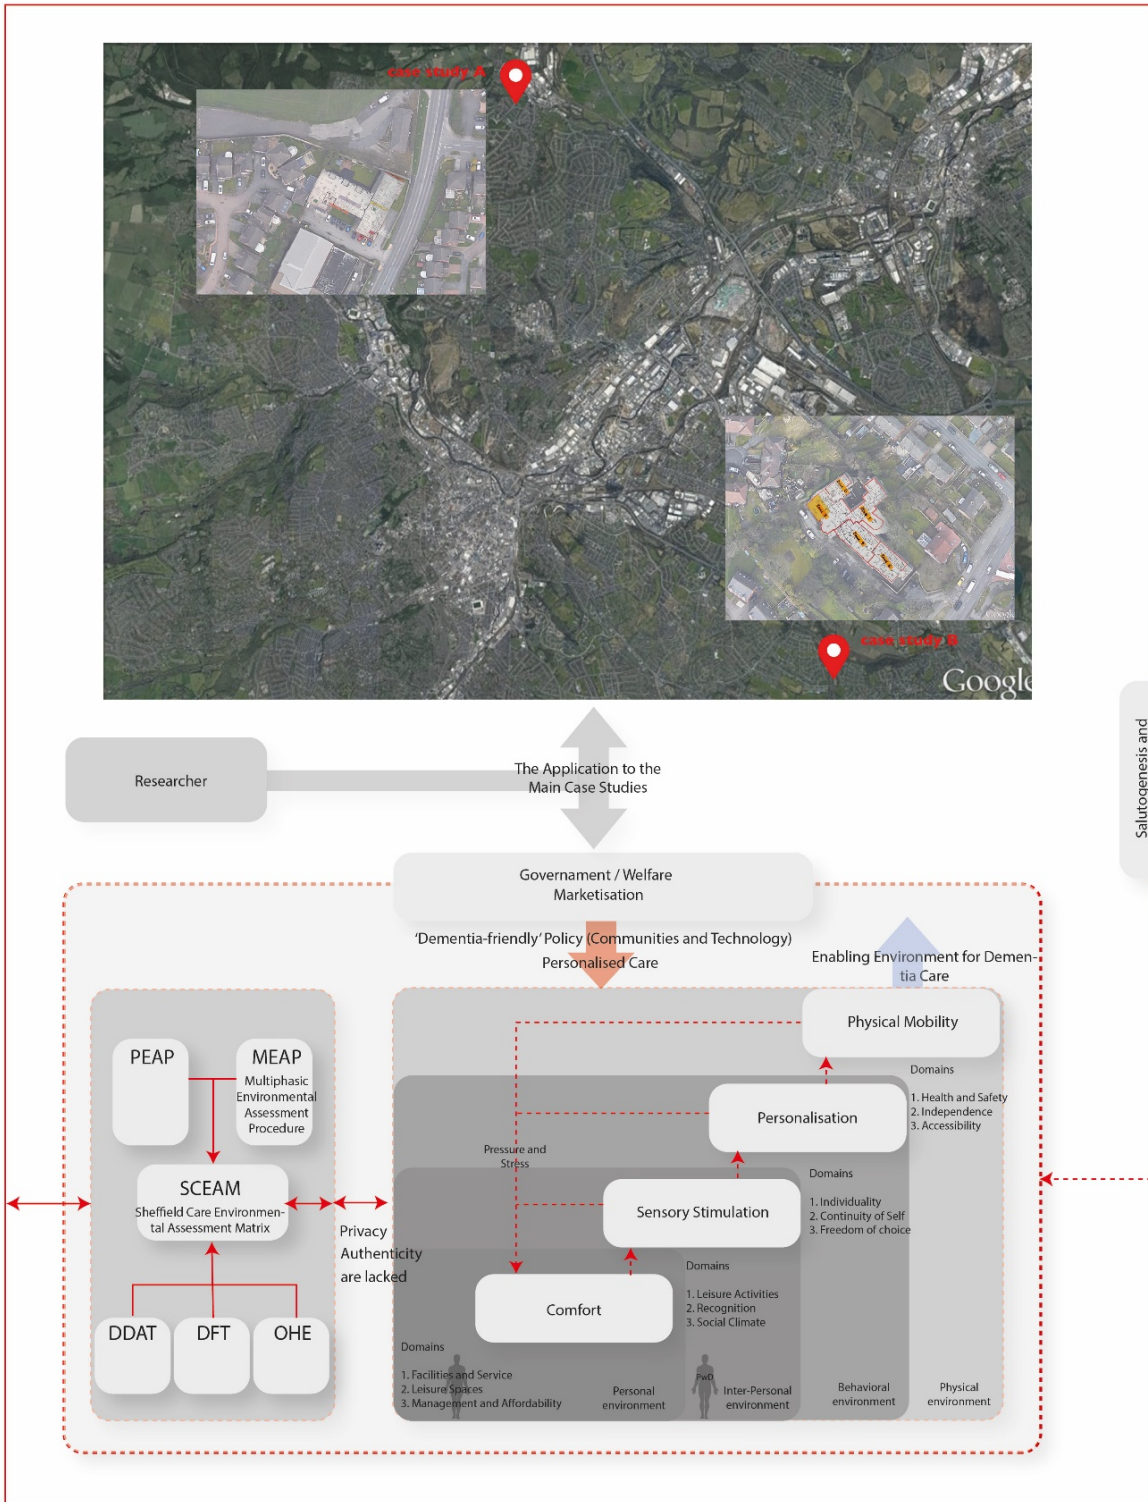 case study A
case study B
Google
Salutogenesis and
Researcher
The Application to the
Main Case Studies
Governament / Welfare
Marketisation
'Dementia-friendly' Policy (Communities and Technology)
Personalised Care
Enabling Environment for Demen-
tia Care
PEAP
MEAP
Multiphasic
Environmental
Assessment
Procedure
SCEAM
Sheffield Care Environmen-
tal Assessment Matrix
DDAT
DFT
OHE
Privacy
Authenticity
are lacked
Physical Mobility
Domains
1. Health and Safety
2. Independence
3. Accessibility
Personalisation
Pressure and
Stress
Domains
1. Individuality
2. Continuity of Self
3. Freedom of choice
Sensory Stimulation
Domains
1. Leisure Activities
2. Recognition
3. Social Climate
Comfort
Domains
1. Facilities and Service
2. Leisure Spaces
3. Management and Affordability
Personal
environment
PwD
Inter-Personal
environment
Behavioral
environment
Physical
environment